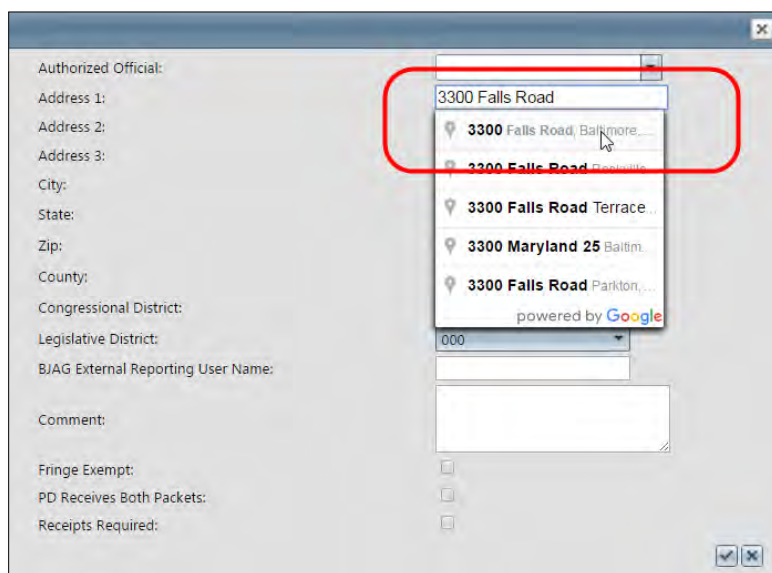 Authorized Official:
Address 1: 3300 Falls Road
Address 2: 3300 Falls Road, Baltimore, ...
Address 3: 3300 Falls Road Rockville
City:
State: 3300 Falls Road Terrace...
Zip: 3300 Maryland 25 Baltim...
County: 3300 Falls Road Parkton, ...
powered by Google
Congressional District:
Legislative District: 000
BJAG External Reporting User Name:
Comment:
Fringe Exempt:
PD Receives Both Packets:
Receipts Required: